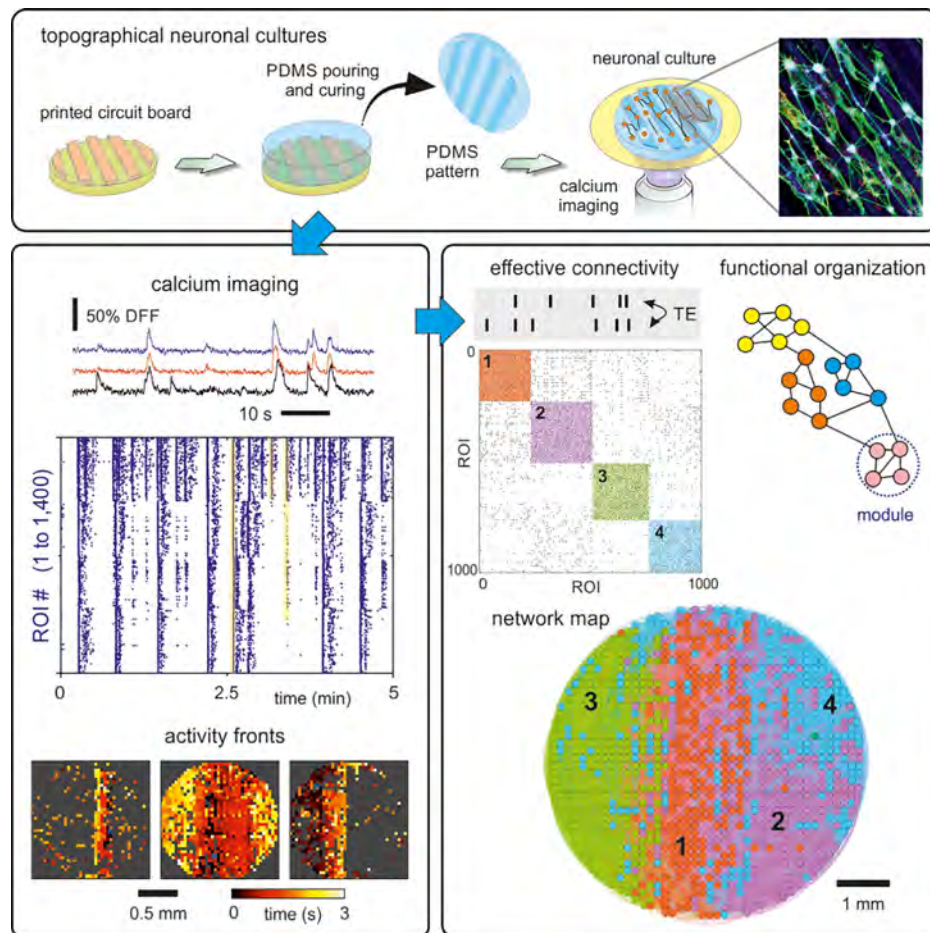 topographical neuronal cultures
PDMS pouring
and curing
printed circuit board
PDMS
pattern
neuronal culture
calcium
imaging
calcium imaging
50% DFF
10 s
ROI # (1 to 1,400)
0
2.5
5
time (min)
activity fronts
0.5 mm
0
time (s)
3
effective connectivity
TE
0
ROI
1000
1
2
3
4
0
ROI
1000
functional organization
module
network map
3
4
1
2
1 mm